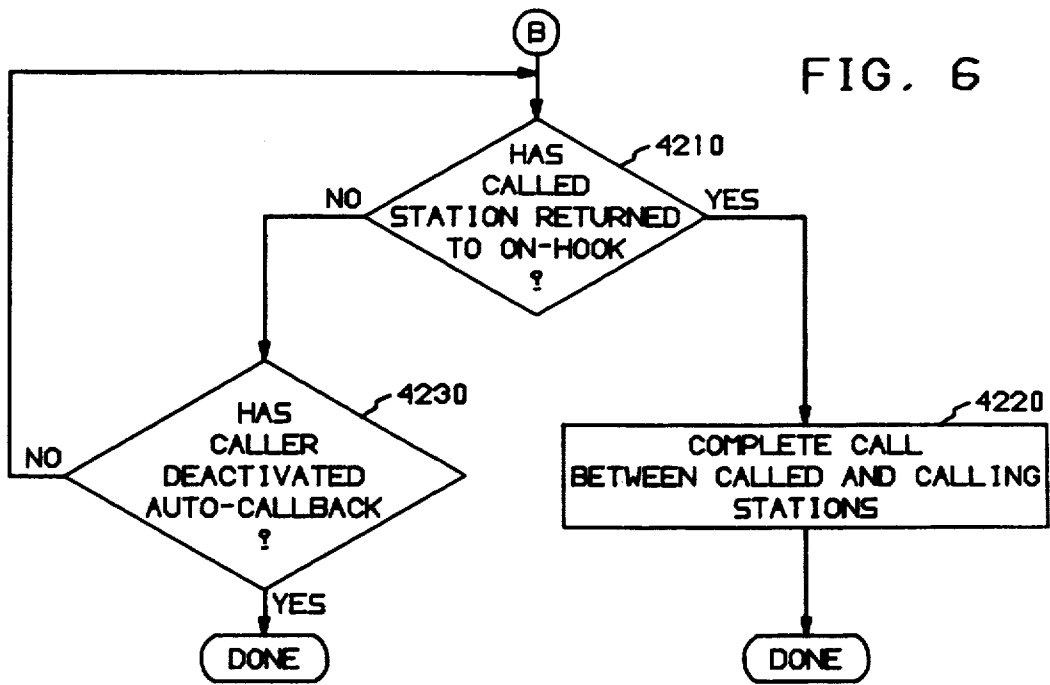 B
FIG. 6
4210
HAS
CALLED
STATION RETURNED
TO ON-HOOK
?
NO
YES
4230
HAS
CALLER
DEACTIVATED
AUTO-CALLBACK
?
NO
YES
4220
COMPLETE CALL
BETWEEN CALLED AND CALLING
STATIONS
DONE
DONE